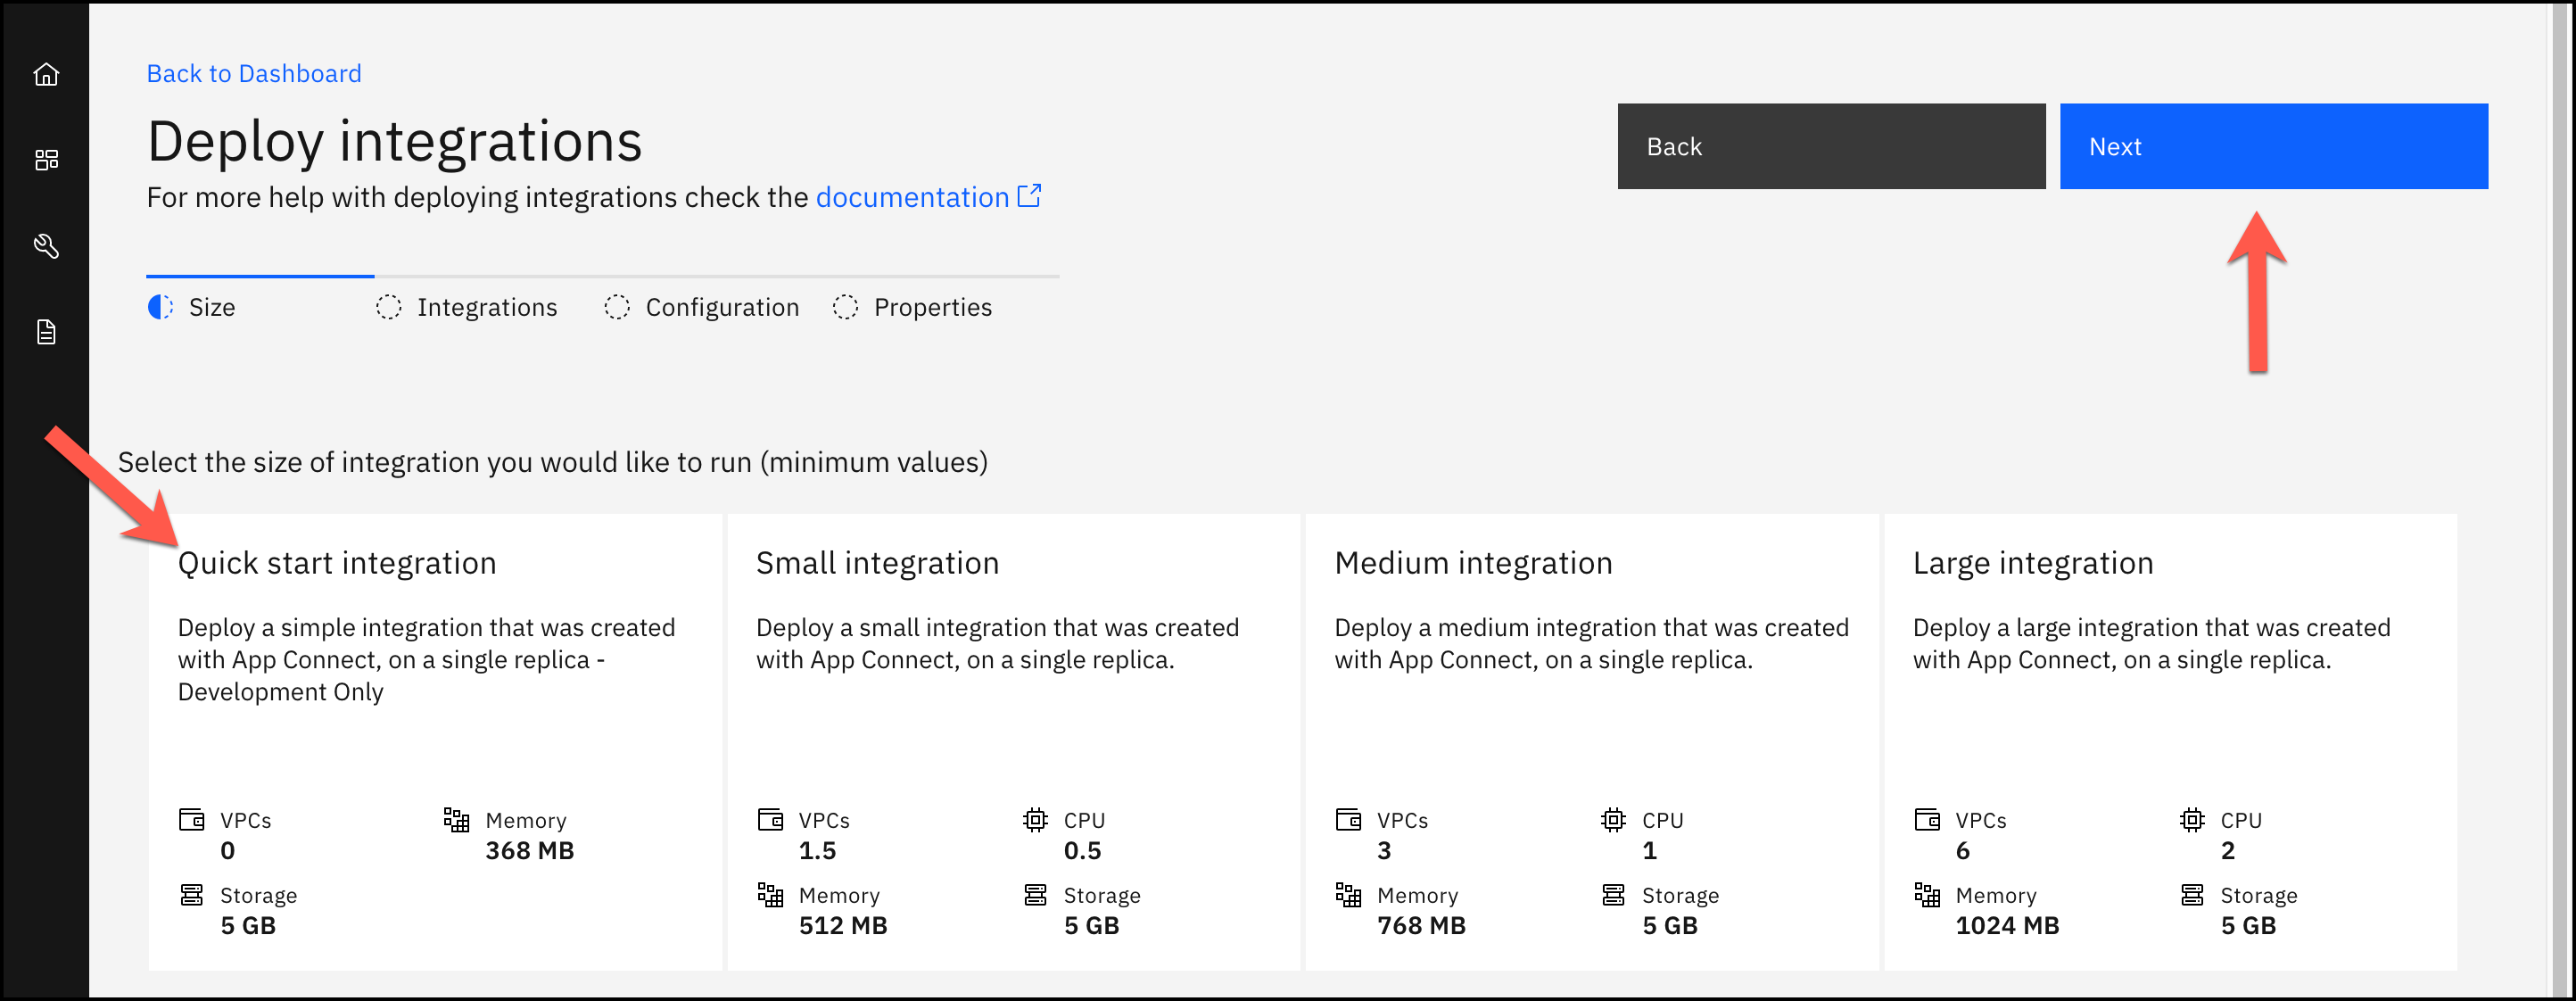 Back to Dashboard
Deploy integrations
For more help with deploying integrations check the documentation
Back
Next
Size
Integrations
Configuration
Properties
Select the size of integration you would like to run (minimum values)
Quick start integration
Deploy a simple integration that was created
with App Connect, on a single replica -
Development Only
VPCs
0
Memory
368 MB
Storage
5 GB
Small integration
Deploy a small integration that was created
with App Connect, on a single replica.
VPCs
1.5
CPU
0.5
Memory
512 MB
Storage
5 GB
Medium integration
Deploy a medium integration that was created
with App Connect, on a single replica.
VPCs
3
CPU
1
Memory
768 MB
Storage
5 GB
Large integration
Deploy a large integration that was created
with App Connect, on a single replica.
VPCs
6
CPU
2
Memory
1024 MB
Storage
5 GB